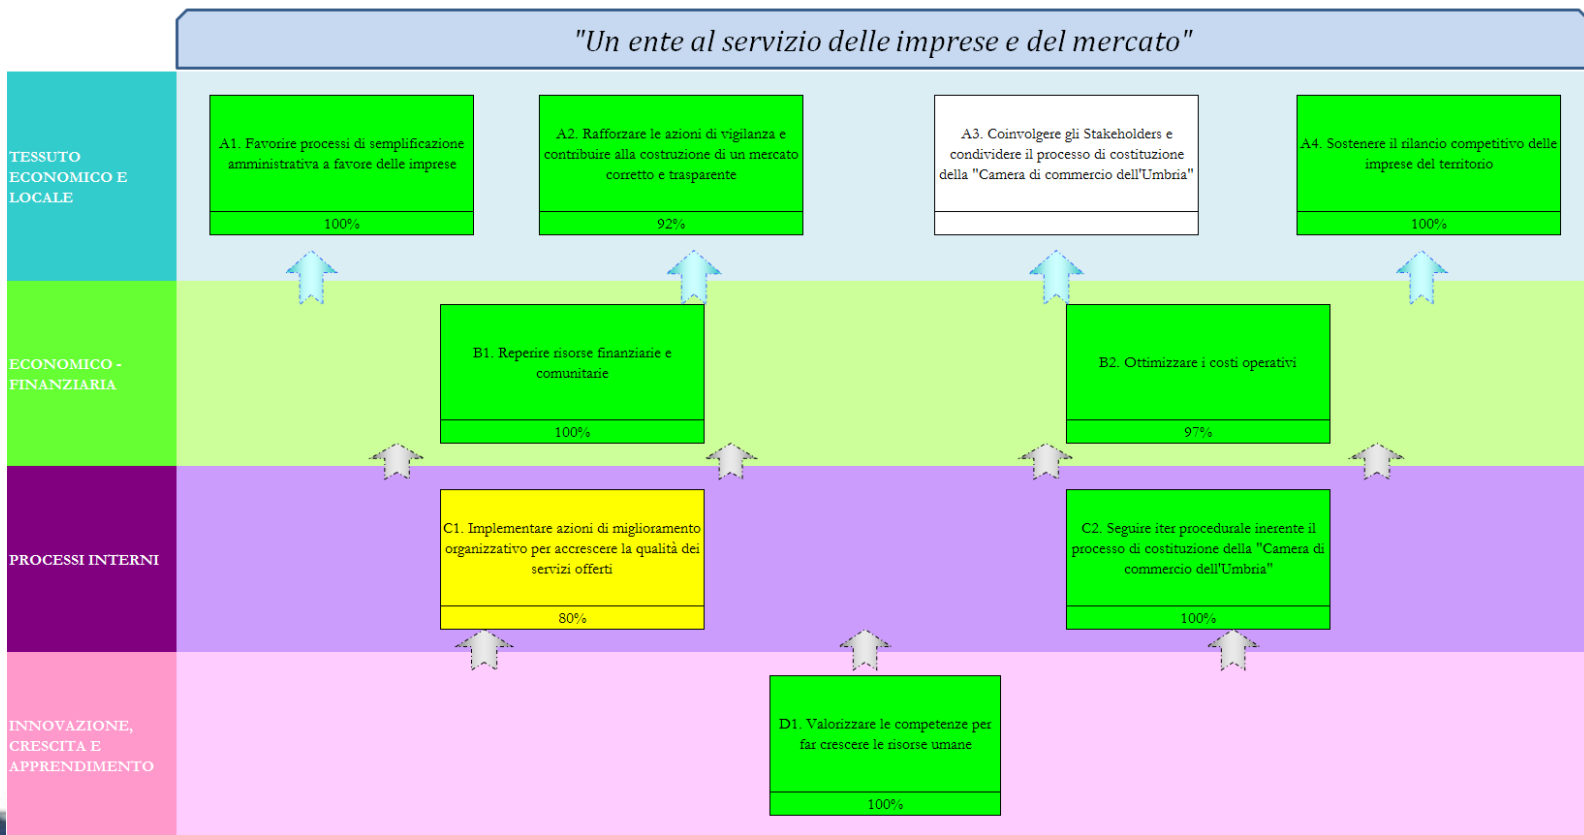 "Un ente al servizio delle imprese e del mercato"
TESSUTO
ECONOMICO E
LOCALE
A1. Favorire processi di semplificazione
amministrativa a favore delle imprese
100%
A2. Rafforzare le azioni di vigilanza e
contribuire alla costruzione di un mercato
corretto e trasparente
92%
A3. Coinvolgere gli Stakeholders e
condividere il processo di costituzione
della "Camera di commercio dell'Umbria"
A4. Sostenere il rilancio competitivo delle
imprese del territorio
100%
ECONOMICO -
FINANZIARIA
B1. Reperire risorse finanziarie e
comunitarie
100%
B2. Ottimizzare i costi operativi
97%
PROCESSI INTERNI
C1. Implementare azioni di miglioramento
organizzativo per accrescere la qualità dei
servizi offerti
80%
C2. Seguire iter procedurale inerente il
processo di costituzione della "Camera di
commercio dell'Umbria"
100%
INNOVAZIONE,
CRESCITA E
APPRENDIMENTO
D1. Valorizzare le competenze per
far crescere le risorse umane
100%